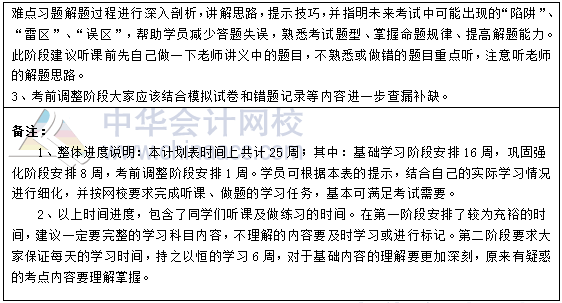 难点习题解题过程进行深入剖析，讲解思路，提示技巧，并指明未来考试中可能出现的“陷阱”、
“雷区”、“误区”，帮助学员减少答题失误，熟悉考试题型、掌握命题规律、提高解题能力。
此阶段建议听课前先自己做一下老师讲义中的题目，不熟悉或做错的题目重点听，注意听老师
的解题思路。
3、考前调整阶段大家应该结合模拟试卷和错题记录等内容进一步查漏补缺。
中华会计网校
备注：
1、整体进度说明：本计划表时间上共计 25 周；其中：基础学习阶段安排 16 周，巩固强
化阶段安排 8 周，考前调整阶段安排 1 周。学员可根据本表的提示，结合自己的实际学习情况
进行细化，并按网校要求完成听课、做题的学习任务，基本可满足考试需要。
2、以上时间进度，包含了同学们听课及做练习的时间。在第一阶段安排了较为充裕的时
间，建议一定要完整的学习科目内容，不理解的内容要及时学习或进行标记。第二阶段要求大
家保证每天的学习时间，持之以恒的学习 6 周，对于基础内容的理解要更加深刻，原来有疑惑
的考点内容要理解掌握。